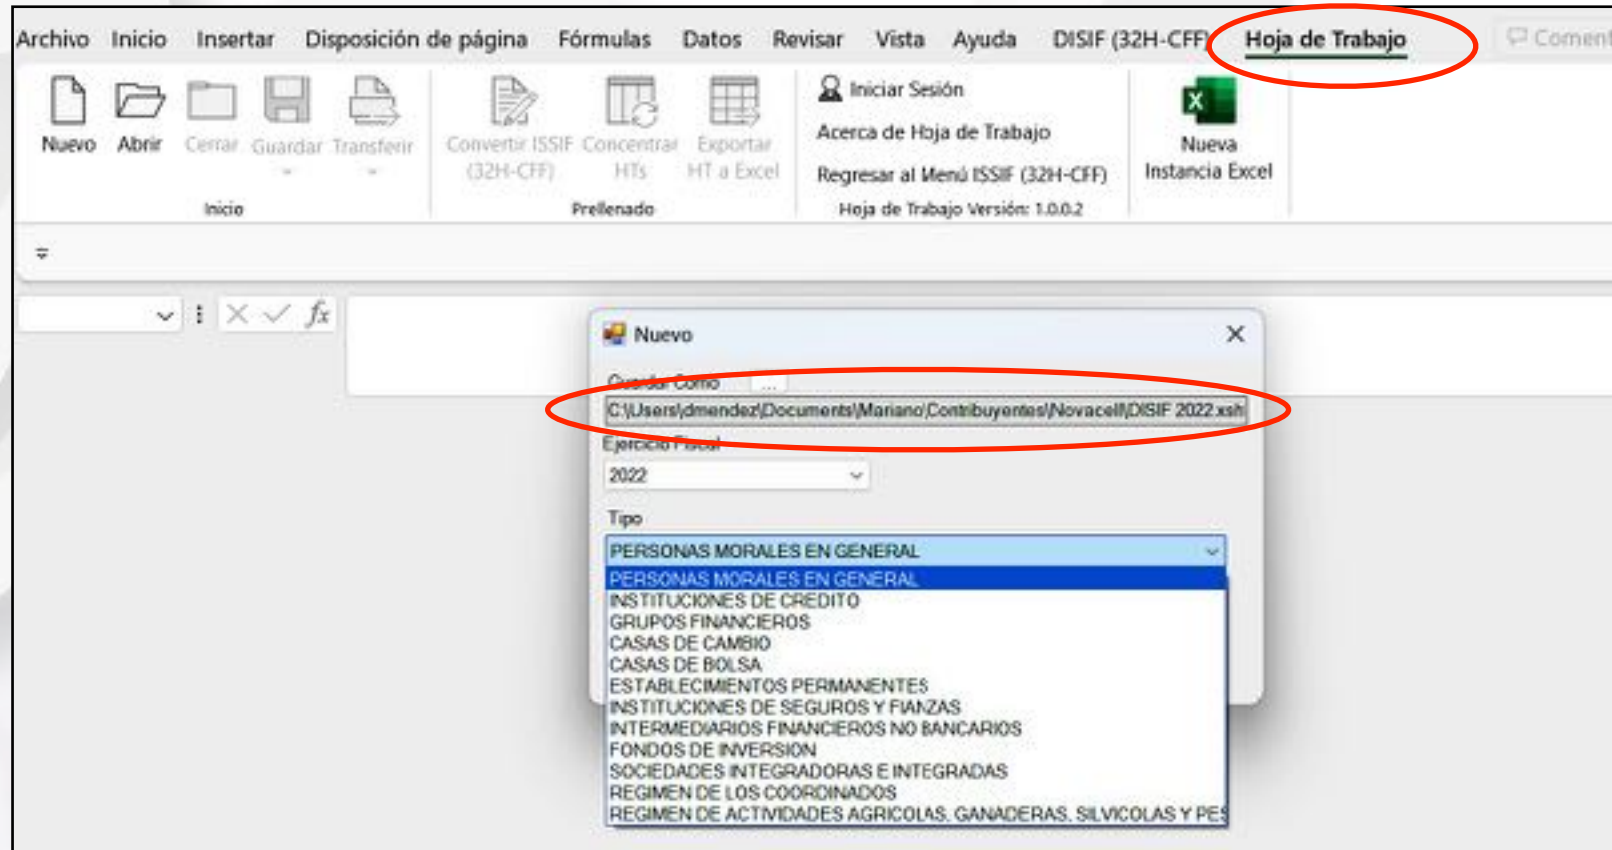 Archivo Inicio Insertar Disposición de página Fórmulas Datos Revisar Vista Ayuda DISIF (32H-CFF) Hoja de Trabajo Coment
Nuevo Abrir Cerrar Guardar Transferir
Inicio
Convertir ISSIF (32H-CFF) Concentrar HTs Exportar HT a Excel
Prellenado
Iniciar Sesión
Acerca de Hoja de Trabajo
Regresar al Menú ISSIF (32H-CFF)
Hoja de Trabajo Versión: 1.0.0.2
Nueva
Instancia Excel
fx
Nuevo
Guardar Como ...
C:\Users\dmendez\Documents\Mariano\Contribuyentes\Novacell\DISIF 2022.xsh
Ejercicio Fiscal
2022
Tipo
PERSONAS MORALES EN GENERAL
PERSONAS MORALES EN GENERAL
INSTITUCIONES DE CREDITO
GRUPOS FINANCIEROS
CASAS DE CAMBIO
CASAS DE BOLSA
ESTABLECIMIENTOS PERMANENTES
INSTITUCIONES DE SEGUROS Y FIANZAS
INTERMEDIARIOS FINANCIEROS NO BANCARIOS
FONDOS DE INVERSION
SOCIEDADES INTEGRADORAS E INTEGRADAS
REGIMEN DE LOS COORDINADOS
REGIMEN DE ACTIVIDADES AGRICOLAS, GANADERAS, SILVICOLAS Y PES